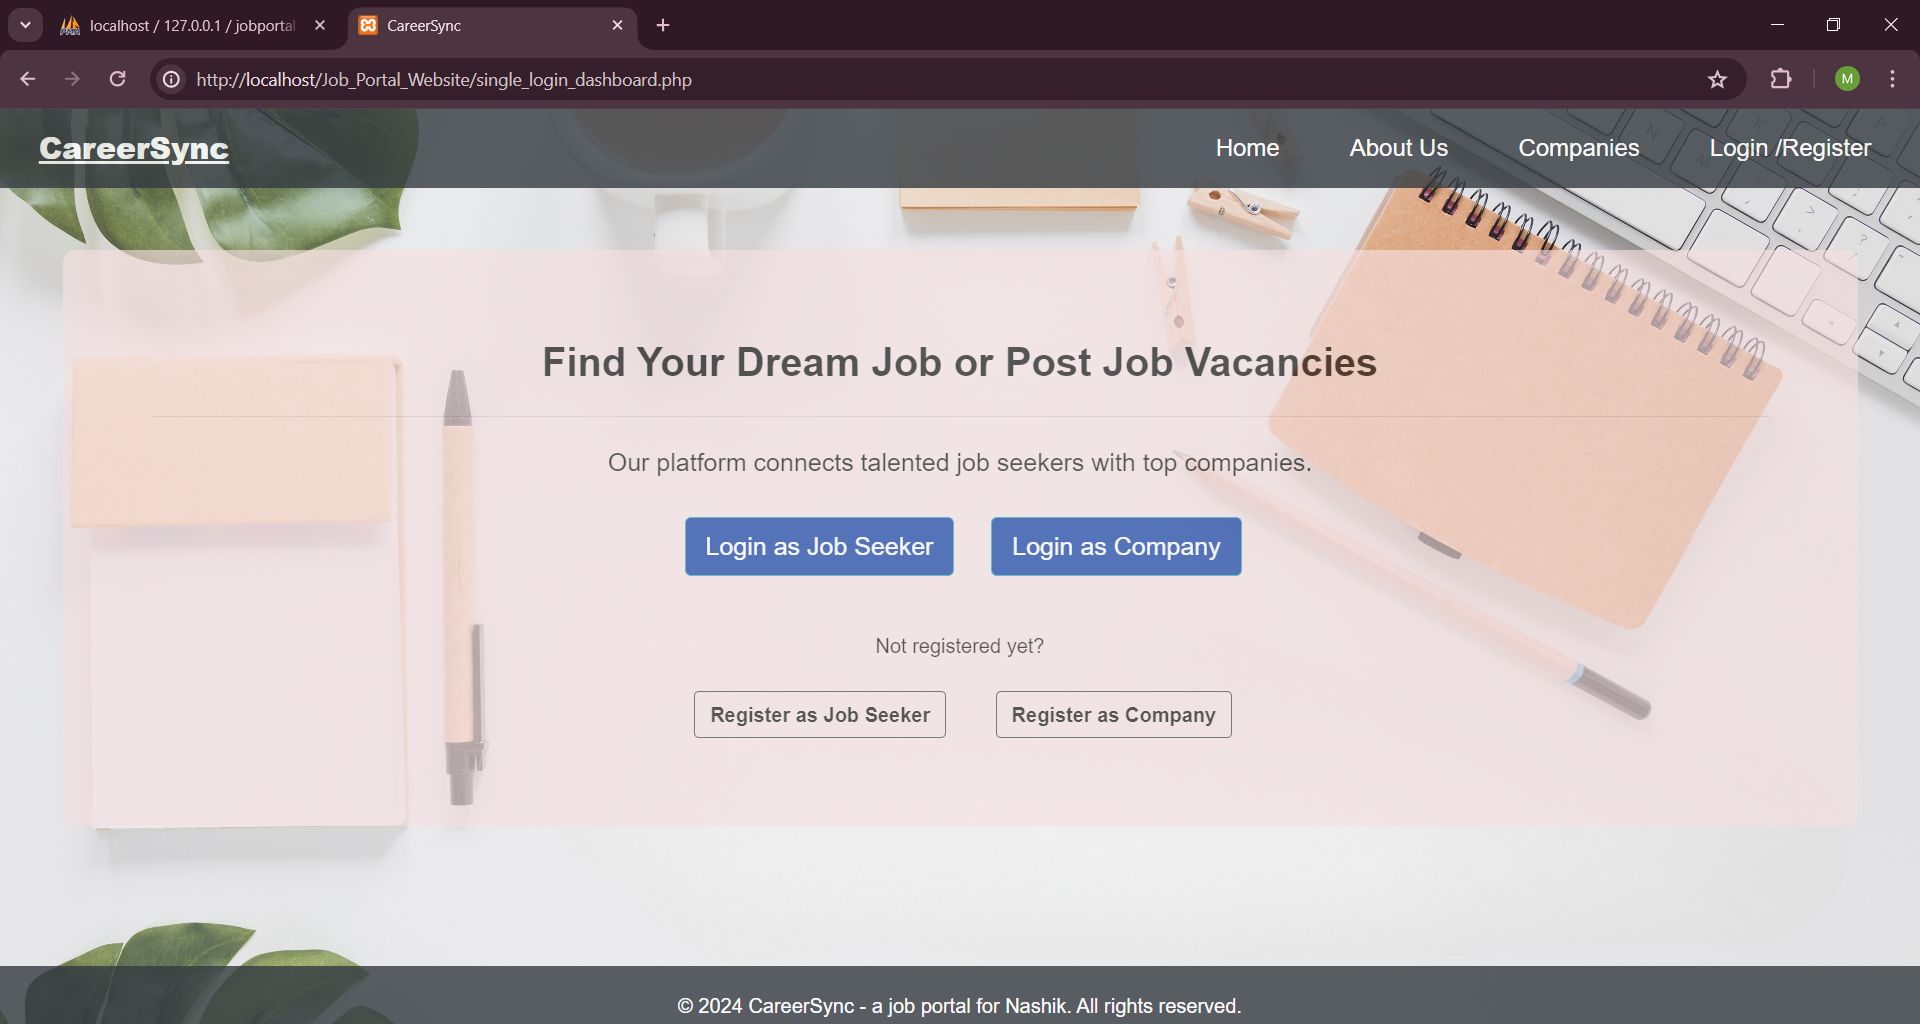 localhost / 127.0.0.1 / jobportal
CareerSync
http://localhost/Job_Portal_Website/single_login_dashboard.php
M
CareerSync
Home
About Us
Companies
Login /Register
Find Your Dream Job or Post Job Vacancies
Our platform connects talented job seekers with top companies.
Login as Job Seeker
Login as Company
Not registered yet?
Register as Job Seeker
Register as Company
© 2024 CareerSync - a job portal for Nashik. All rights reserved.